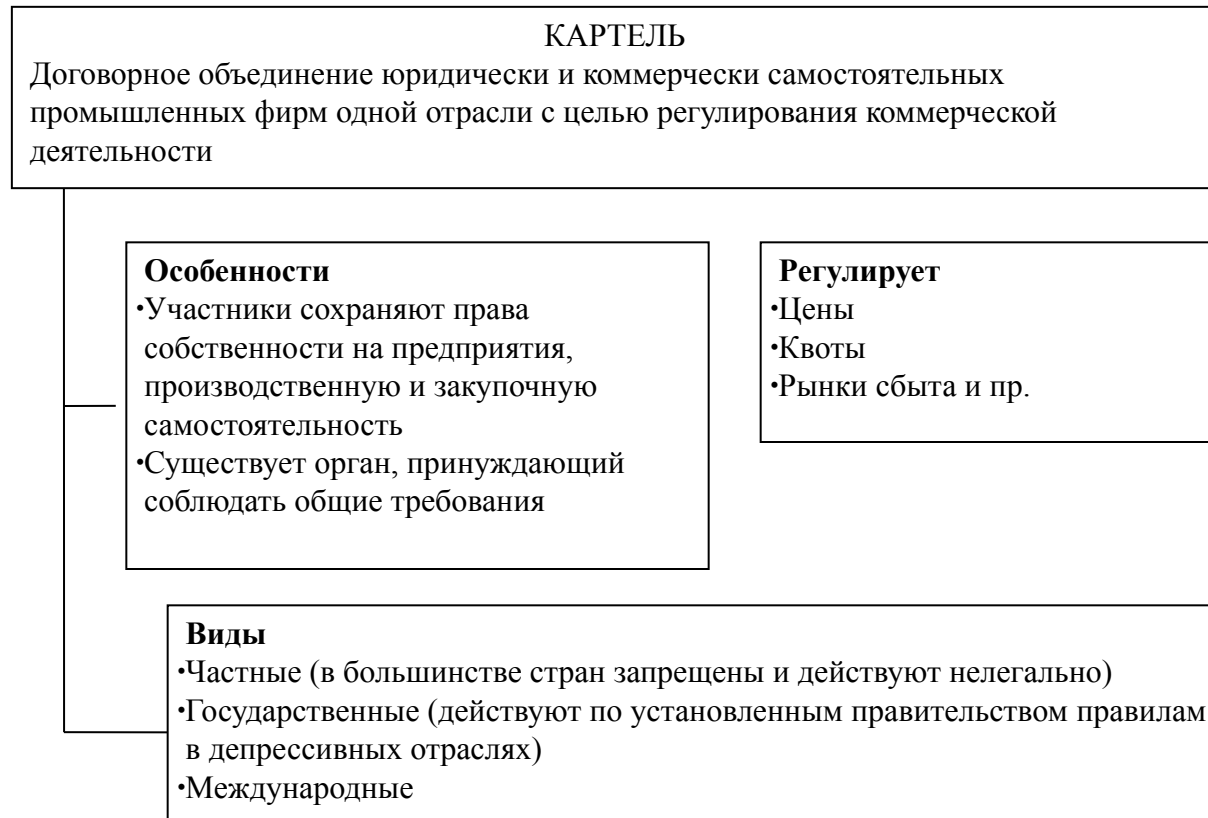 КАРТЕЛЬ
Договорное объединение юридически и коммерчески самостоятельных
промышленных фирм одной отрасли с целью регулирования коммерческой
деятельности
Особенности
•Участники сохраняют права
собственности на предприятия,
производственную и закупочную
самостоятельность
•Существует орган, принуждающий
соблюдать общие требования
Регулирует
•Цены
•Квоты
•Рынки сбыта и пр.
Виды
•Частные (в большинстве стран запрещены и действуют нелегально)
•Государственные (действуют по установленным правительством правилам
в депрессивных отраслях)
•Международные